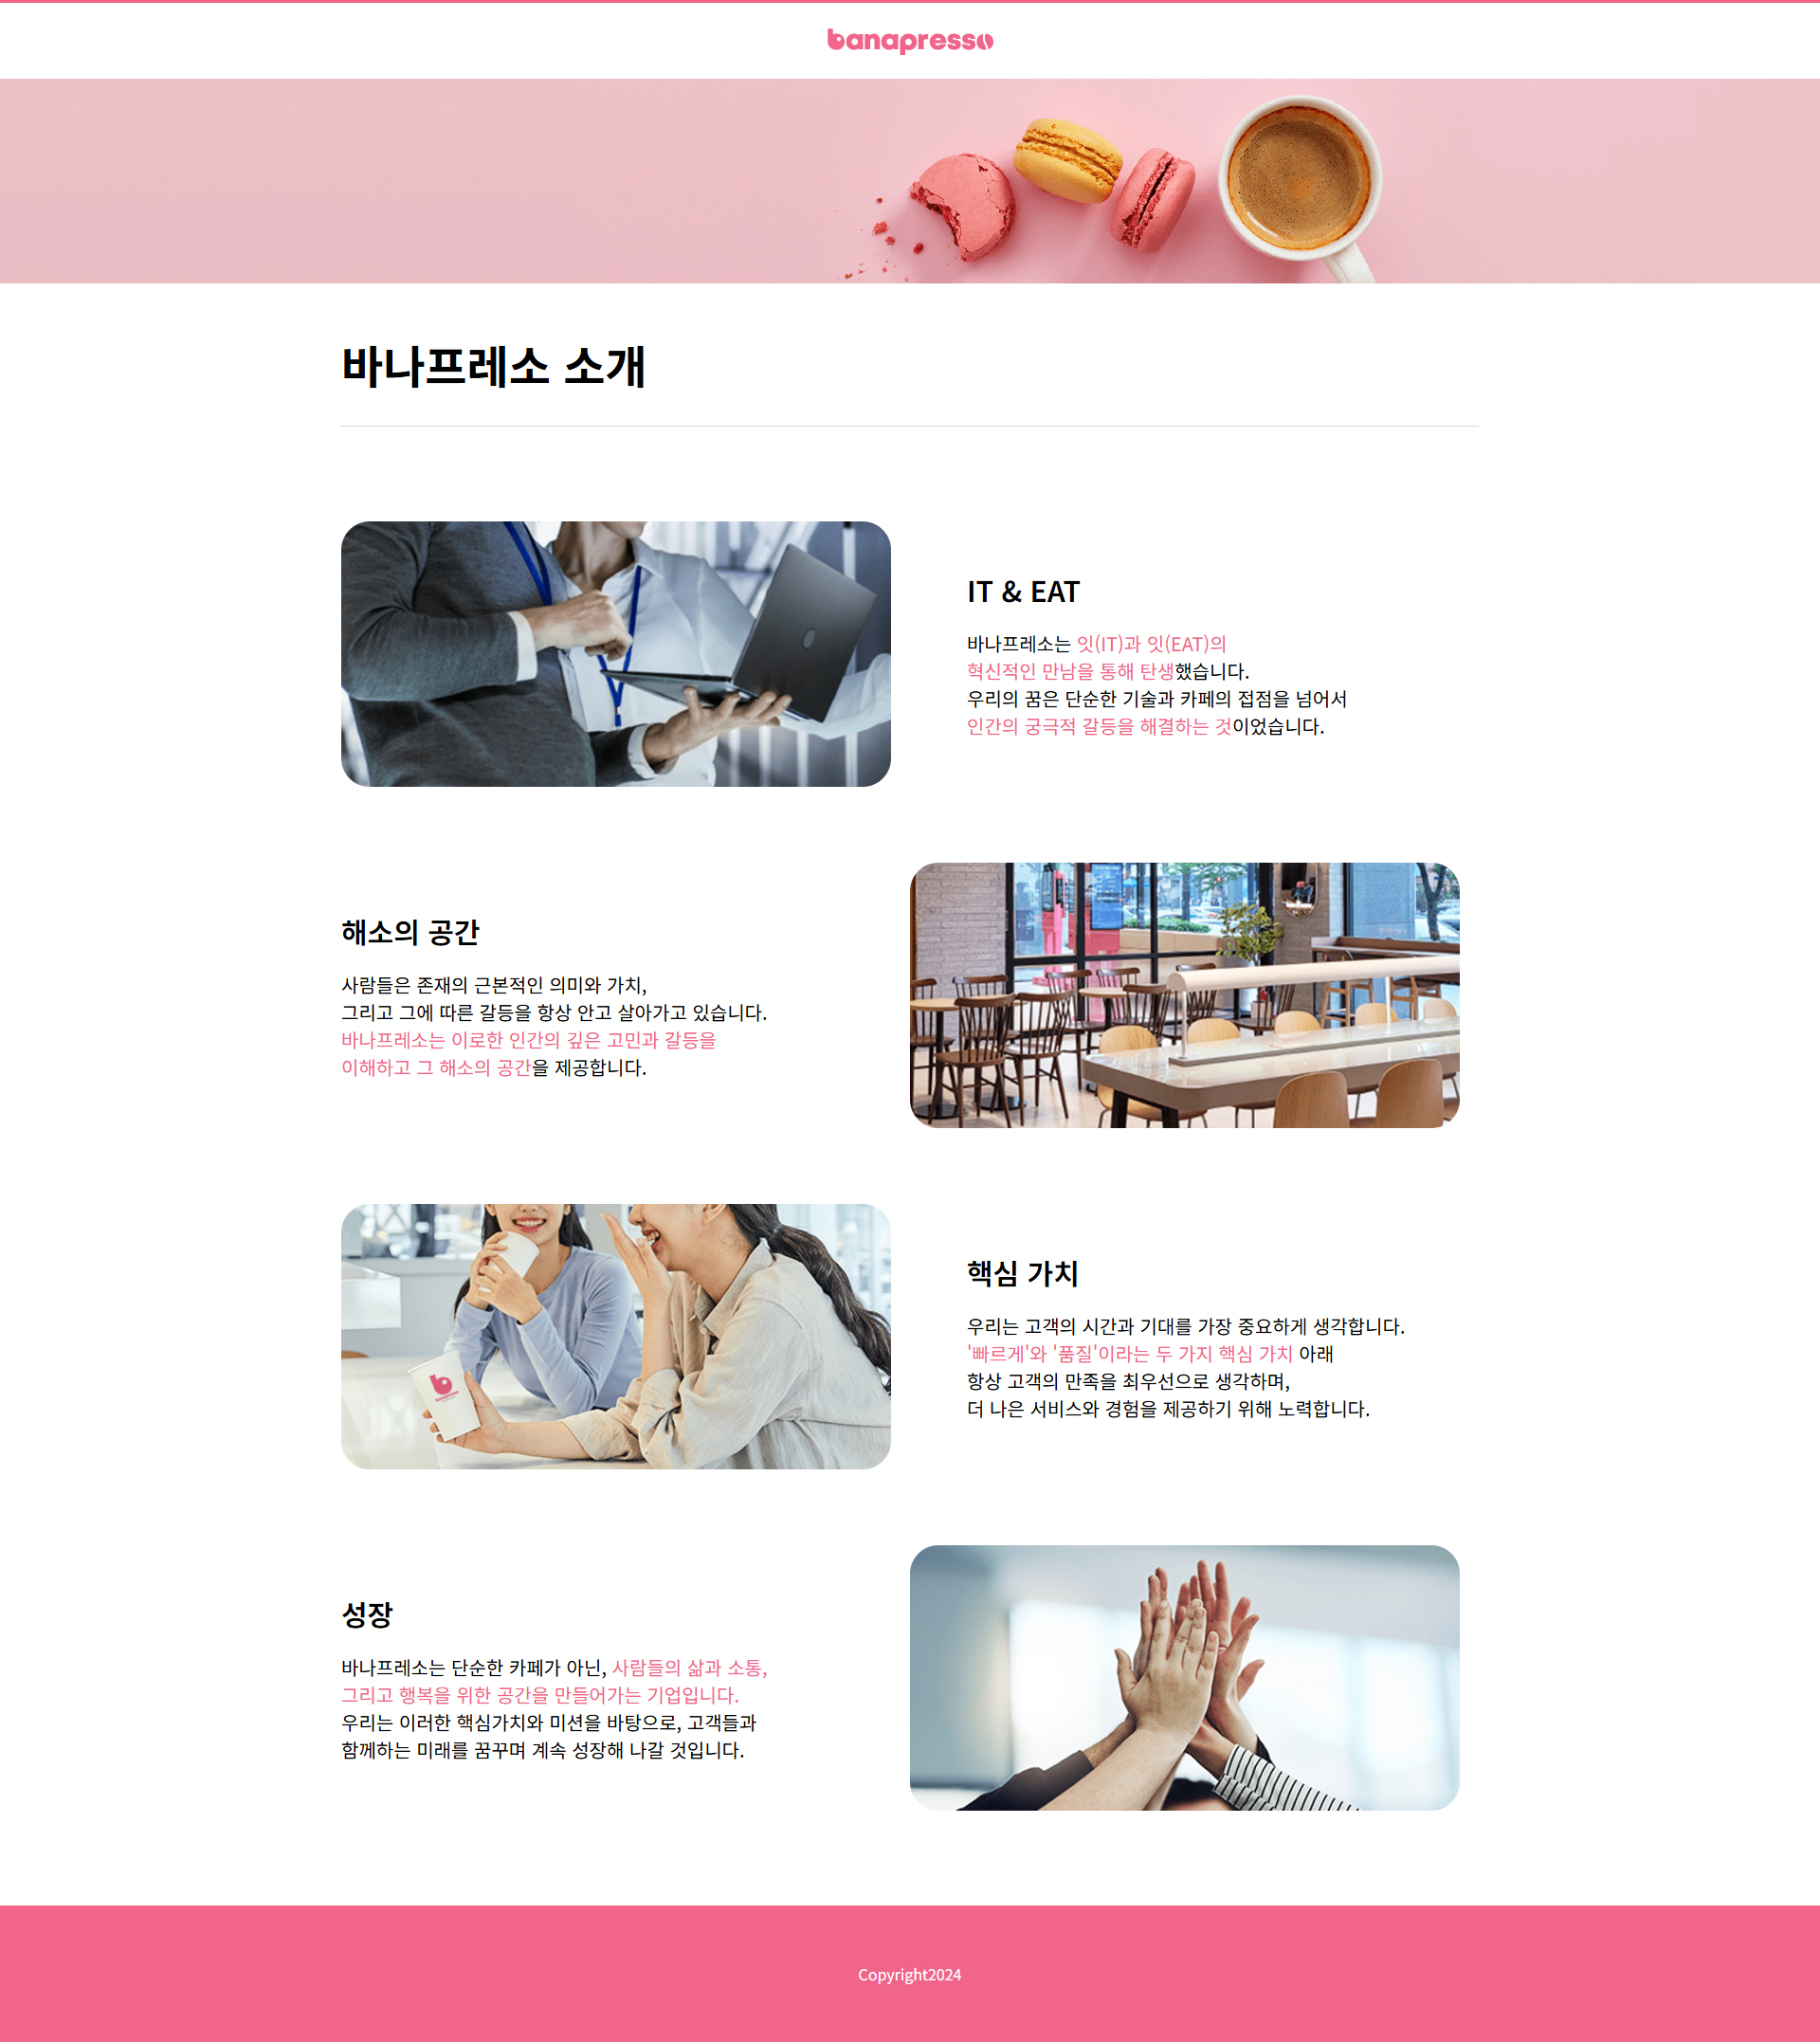 banapresso
바나프레소 소개
IT & EAT
바나프레소는 잇(IT)과 잇(EAT)의
혁신적인 만남을 통해 탄생했습니다.
우리의 꿈은 단순한 기술과 카페의 접점을 넘어서
인간의 궁극적 갈등을 해결하는 것이었습니다.
해소의 공간
사람들은 존재의 근본적인 의미와 가치,
그리고 그에 따른 갈등을 항상 안고 살아가고 있습니다.
바나프레소는 이로한 인간의 깊은 고민과 갈등을
이해하고 그 해소의 공간을 제공합니다.
핵심 가치
우리는 고객의 시간과 기대를 가장 중요하게 생각합니다.
'빠르게'와 '품질'이라는 두 가지 핵심 가치 아래
항상 고객의 만족을 최우선으로 생각하며,
더 나은 서비스와 경험을 제공하기 위해 노력합니다.
성장
바나프레소는 단순한 카페가 아닌, 사람들의 삶과 소통,
그리고 행복을 위한 공간을 만들어가는 기업입니다.
우리는 이러한 핵심가치와 미션을 바탕으로, 고객들과
함께하는 미래를 꿈꾸며 계속 성장해 나갈 것입니다.
Copyright2024